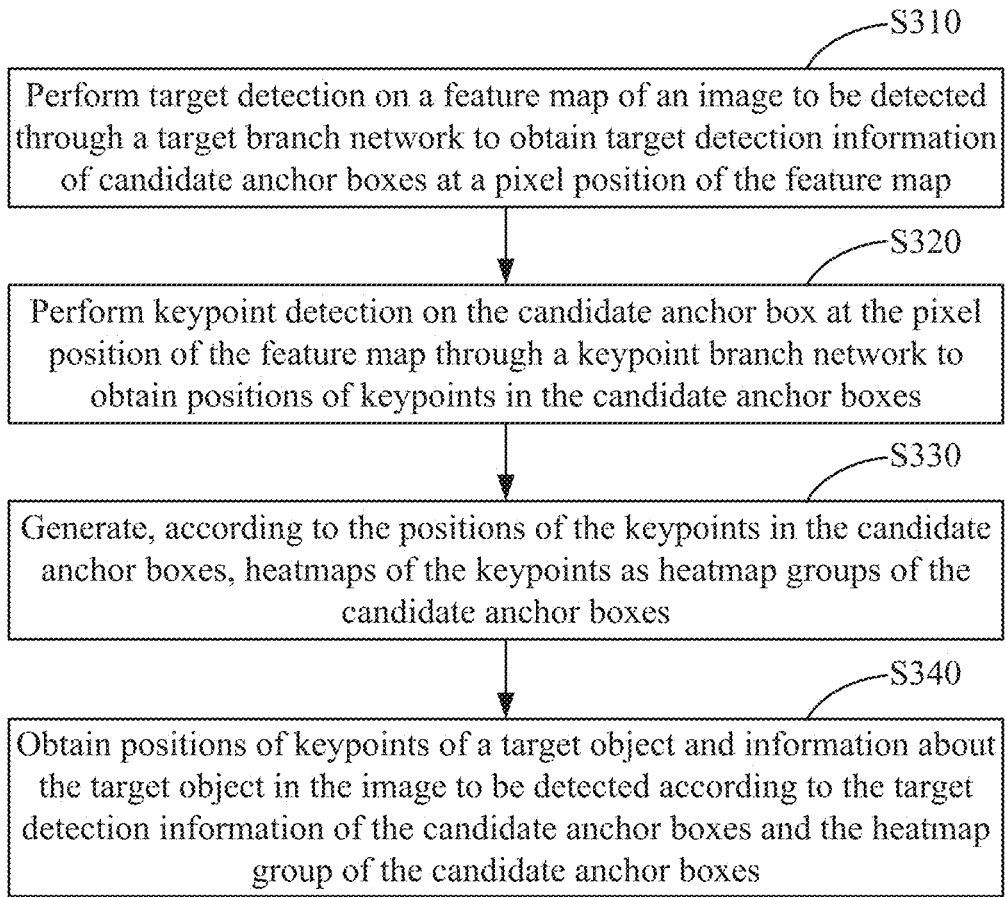 S310
Perform target detection on a feature map of an image to be detected
through a target branch network to obtain target detection information
of candidate anchor boxes at a pixel position of the feature map
S320
Perform keypoint detection on the candidate anchor box at the pixel
position of the feature map through a keypoint branch network to
obtain positions of keypoints in the candidate anchor boxes
S330
Generate, according to the positions of the keypoints in the candidate
anchor boxes, heatmaps of the keypoints as heatmap groups of the
candidate anchor boxes
S340
Obtain positions of keypoints of a target object and information about
the target object in the image to be detected according to the target
detection information of the candidate anchor boxes and the heatmap
group of the candidate anchor boxes